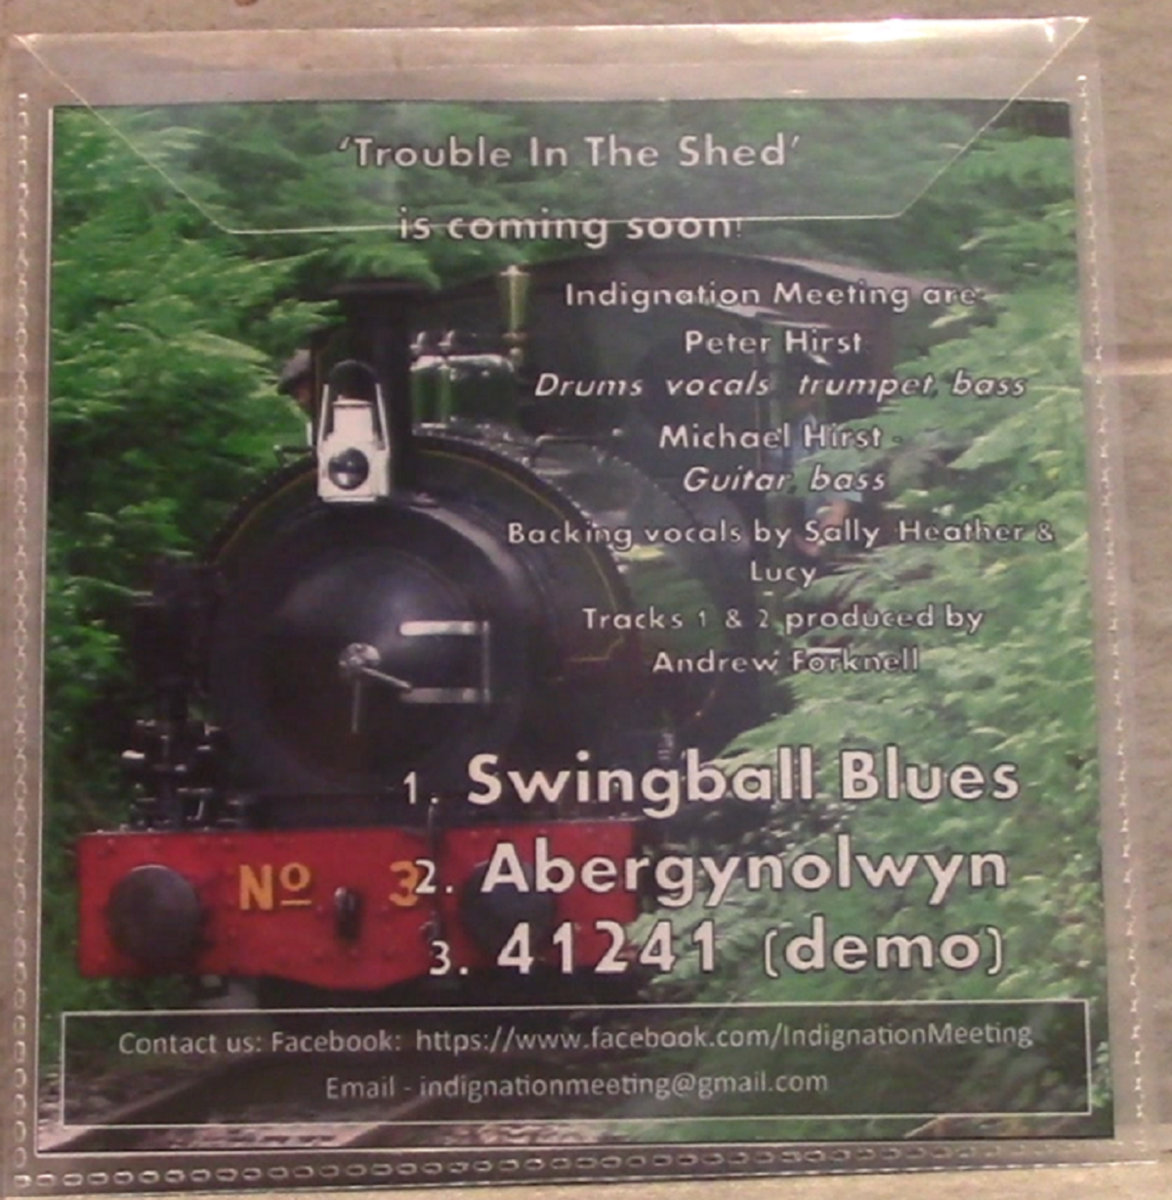 ‘Trouble In The Shed’
is coming soon!
Indignation Meeting are:
Peter Hirst
Drums vocals trumpet, bass
Michael Hirst -
Guitar, bass
Backing vocals by Sally Heather &
Lucy
Tracks 1 & 2 produced by
Andrew Forknell
1. Swingball Blues
2. Abergynolwyn
3. 41241 (demo)
No 3
Contact us: Facebook: https://www.facebook.com/IndignationMeeting
Email - indignationmeeting@gmail.com